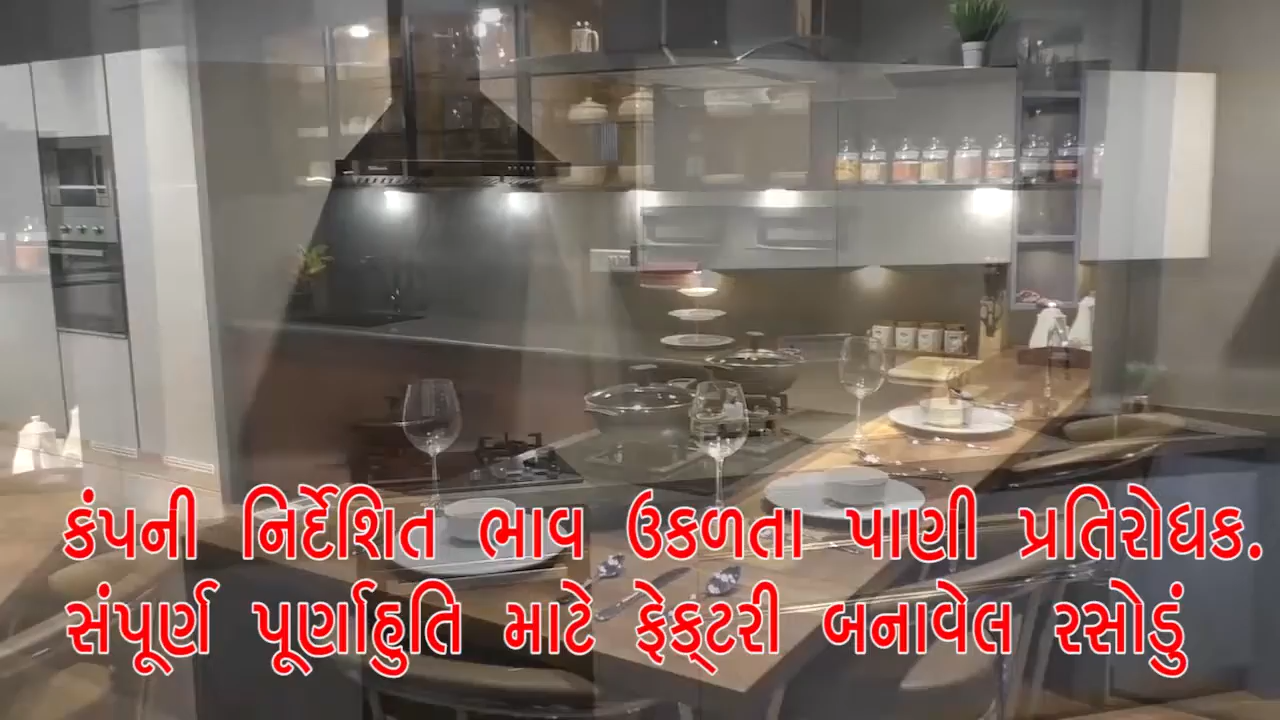 કંપની નિર્દેશિત ભાવ ઉકળતા પાણી પ્રતિરોધક.
સંપૂર્ણ પૂર્ણાહુતિ માટે ફેક્ટરી બનાવેલ રસોડું